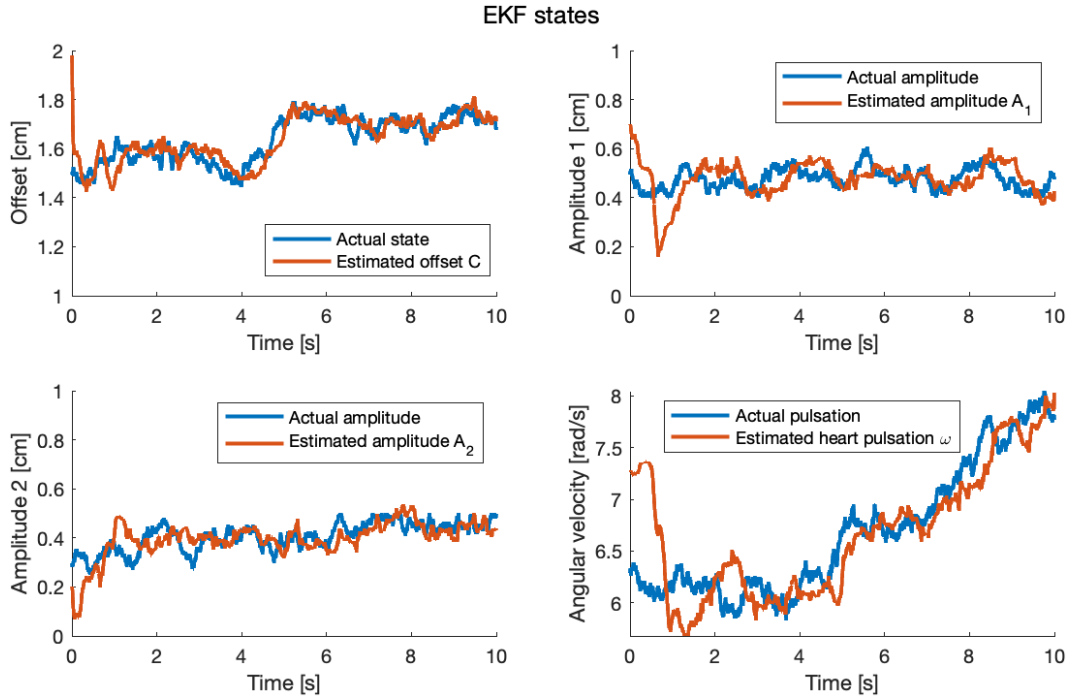 EKF states
2
1.8
1.6
1.4
1.2
1
Offset [cm]
Actual state
Estimated offset C
0 2 4 6 8 10
Time [s]
1
0.8
0.6
0.4
0.2
0
Amplitude 1 [cm]
Actual amplitude
Estimated amplitude A1
0 2 4 6 8 10
Time [s]
1
0.8
0.6
0.4
0.2
0
Amplitude 2 [cm]
Actual amplitude
Estimated amplitude A2
0 2 4 6 8 10
Time [s]
8
7.5
7
6.5
6
Angular velocity [rad/s]
Actual pulsation
Estimated heart pulsation ω
0 2 4 6 8 10
Time [s]